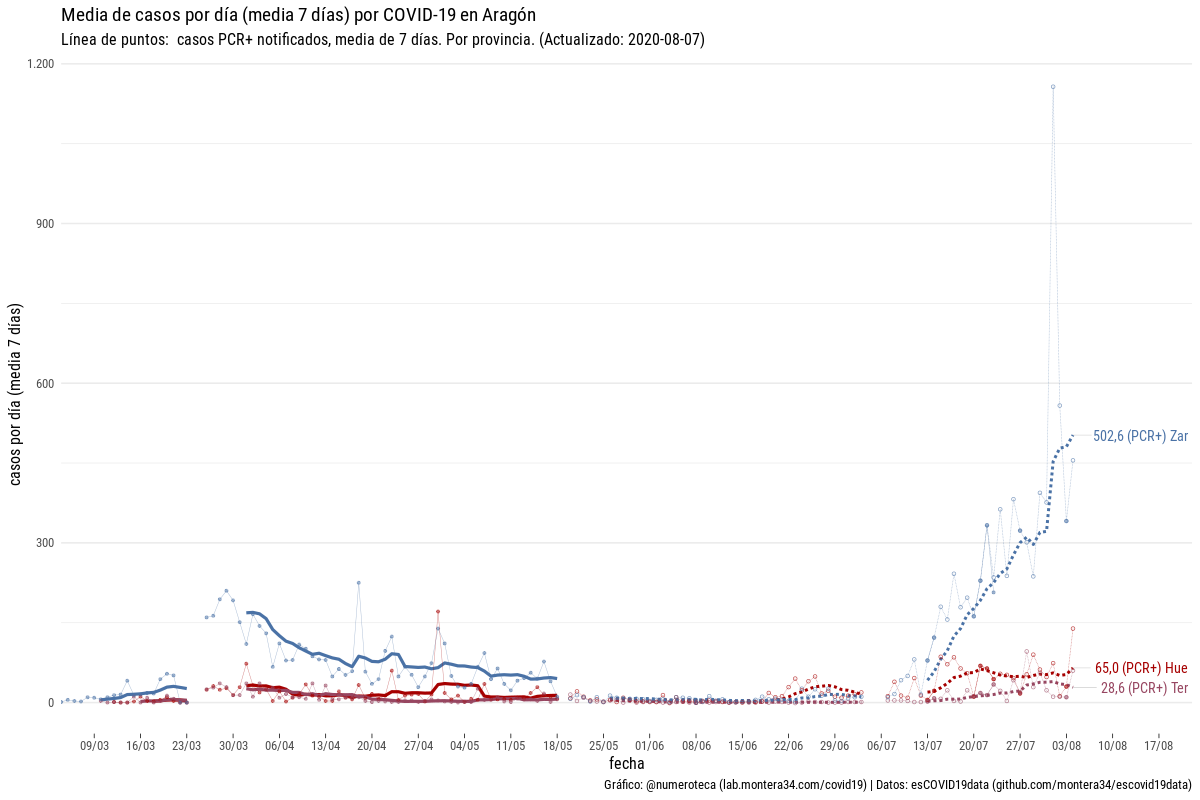 Media de casos por día (media 7 días) por COVID-19 en Aragón
Línea de puntos:  casos PCR+ notificados, media de 7 días. Por provincia. (Actualizado: 2020-08-07)
1.200
900
600
300
0
casos por día (media 7 días)
502,6 (PCR+) Zar
65,0 (PCR+) Hue
28,6 (PCR+) Ter
09/03 16/03 23/03 30/03 06/04 13/04 20/04 27/04 04/05 11/05 18/05 25/05 01/06 08/06 15/06 22/06 29/06 06/07 13/07 20/07 27/07 03/08 10/08 17/08
fecha
Gráfico: @numeroteca (lab.montera34.com/covid19) | Datos: esCOVID19data (github.com/montera34/escovid19data)